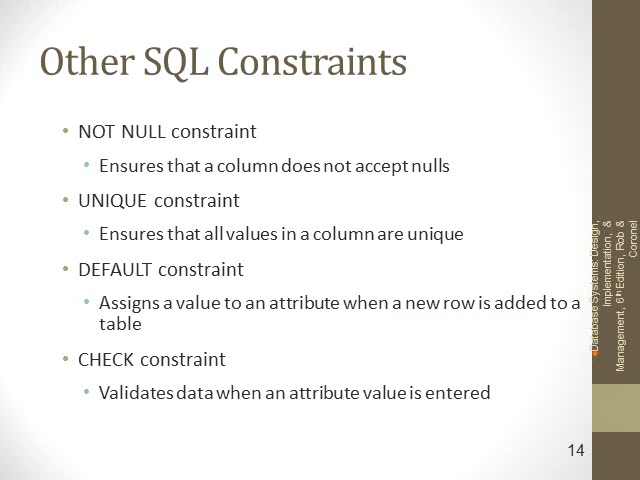 Other SQL Constraints
• NOT NULL constraint
• Ensures that a column does not accept nulls
• UNIQUE constraint
• Ensures that all values in a column are unique
• DEFAULT constraint
• Assigns a value to an attribute when a new row is added to a
table
• CHECK constraint
• Validates data when an attribute value is entered
Database Systems: Design,
Implementation, &
Management, 6th Edition, Rob &
Coronel
14